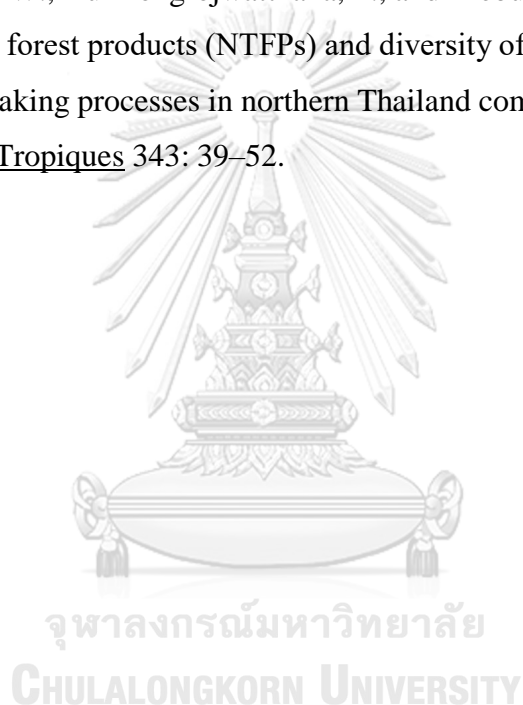 forest products (NTFPs) and diversity of
aking processes in northern Thailand con
Tropiques 343: 39–52.
จุฬาลงกรณ์มหาวิทยาลัย
CHULALONGKORN UNIVERSITY